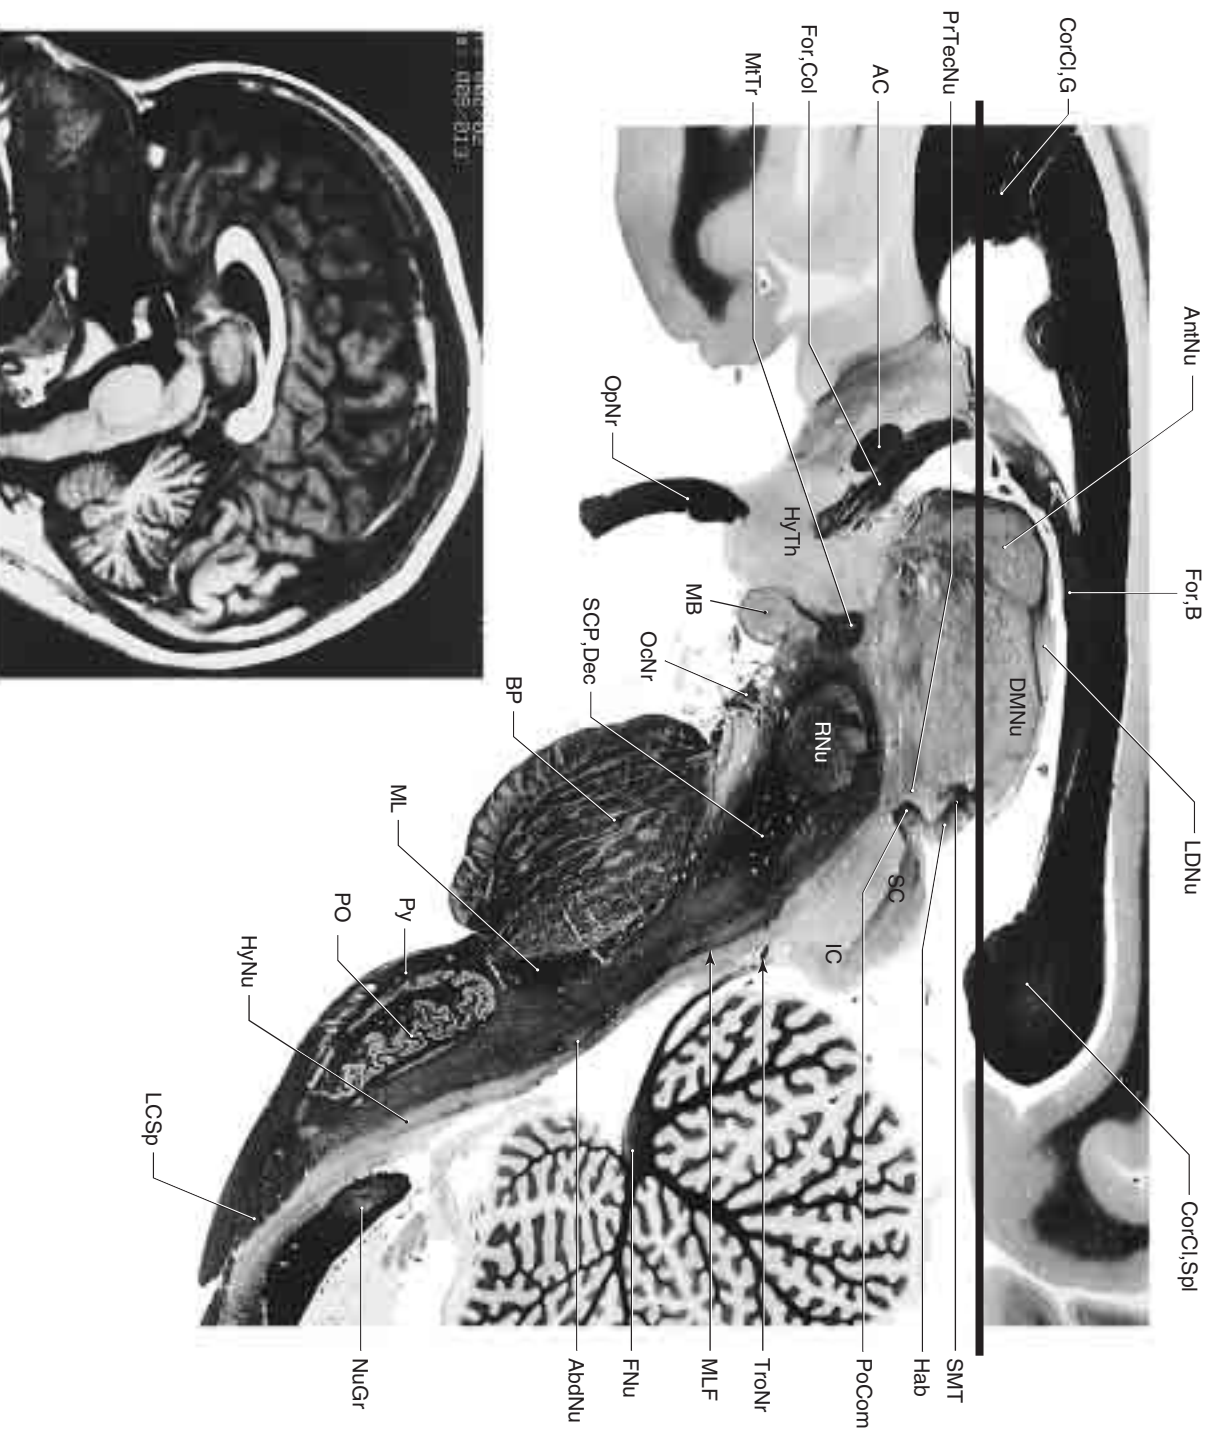 CorCl,G
PrTecNu
AC
For,Col
MtTr
AntNu
For,B
LDNu
CorCl,Spl
OpNr
HyTh
MB
OcNr
SCP,Dec
BP
ML
PO
Py
HyNu
LCSp
DMNu
RNu
SC
IC
NuGr
AbdNu
FNu
MLF
TroNr
PoCom
Hab
SMT